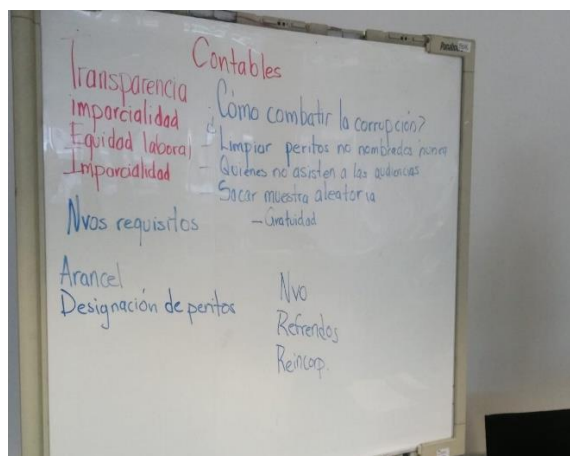 Contables
Transparencia
imparcialidad
Equidad laboral
Imparcialidad
¿Cómo combatir la corrupción?
- Limpiar peritos no nombrados nunca
- Quienes no asisten a las audiencias
Sacar muestra aleatoria
- Gratuidad
Nvos requisitos
Arancel
Designación de peritos
Nvo
Refrendos
Reincorp.